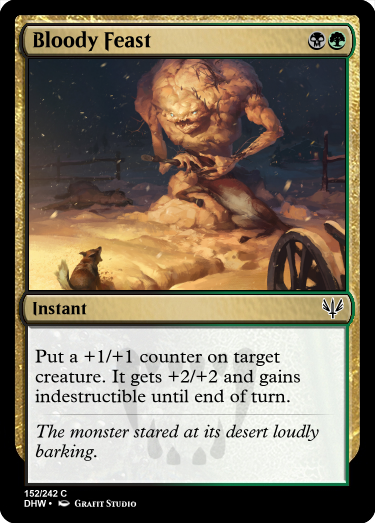 Bloody Feast
Instant
Put a +1/+1 counter on target
creature. It gets +2/+2 and gains
indestructible until end of turn.
The monster stared at its desert loudly
barking.
152/242 C
DHW • Grafit Studio